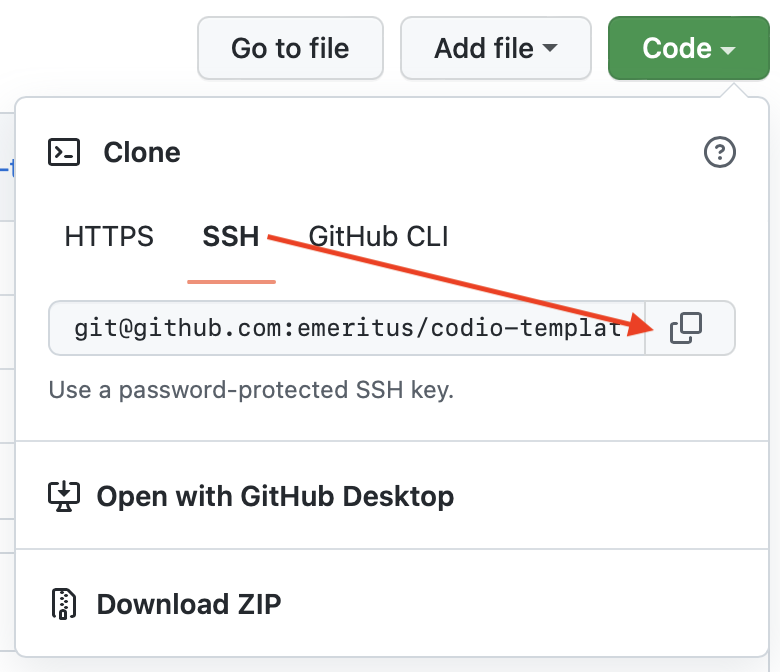 Go to file
Add file
Code
Clone
HTTPS
SSH
GitHub CLI
git@github.com:emeritus/codio-templat
Use a password-protected SSH key.
Open with GitHub Desktop
Download ZIP